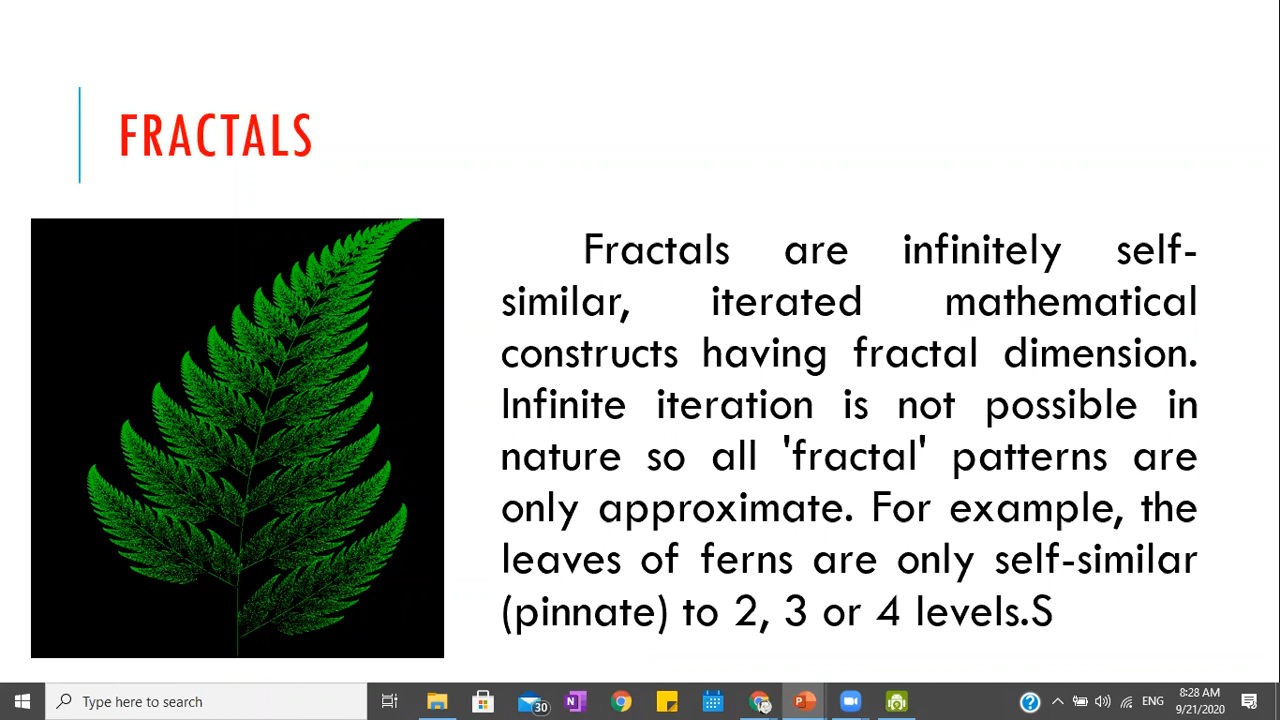 FRACTALS
Fractals are infinitely self-
similar, iterated mathematical
constructs having fractal dimension.
Infinite iteration is not possible in
nature so all 'fractal' patterns are
only approximate. For example, the
leaves of ferns are only self-similar
(pinnate) to 2, 3 or 4 levels.S
Type here to search
30
N
P
?
ENG
8:28 AM
9/21/2020